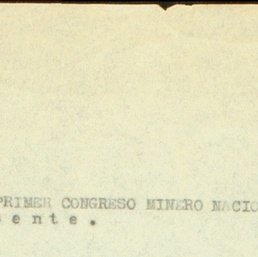 PRIMER CONGRESO MINERO NACIO
s e n t e .